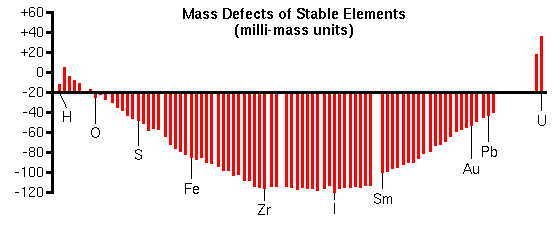 Mass Defects of Stable Elements
(milli-mass units)
+60
+40
+20
0
-20
-40
-60
-80
-100
-120
H
O
S
Fe
Zr
I
Sm
Au
Pb
U